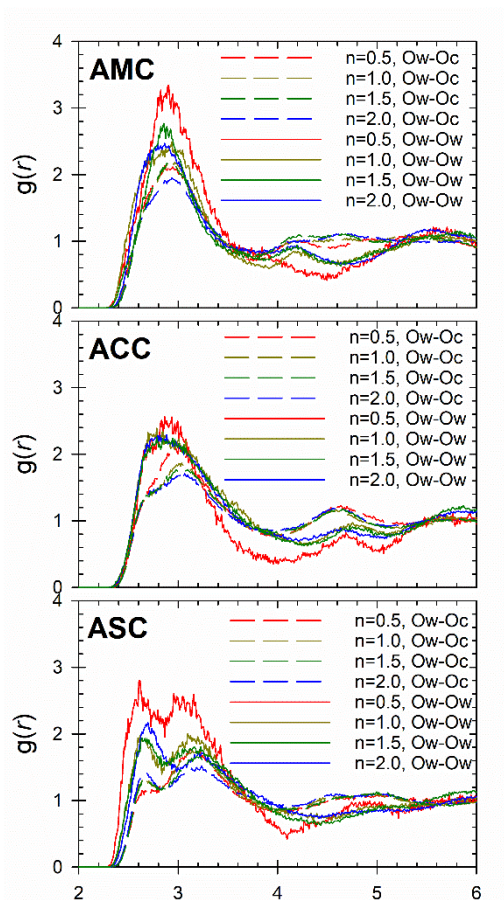 4
AMC
n=0.5, Ow-Oc
n=1.0, Ow-Oc
3
n=1.5, Ow-Oc
n=2.0, Ow-Oc
g(r)
2
n=0.5, Ow-Ow
n=1.0, Ow-Ow
n=1.5, Ow-Ow
n=2.0, Ow-Ow
1
0
4
ACC
n=0.5, Ow-Oc
n=1.0, Ow-Oc
3
n=1.5, Ow-Oc
n=2.0, Ow-Oc
g(r)
2
n=0.5, Ow-Ow
n=1.0, Ow-Ow
n=1.5, Ow-Ow
n=2.0, Ow-Ow
1
0
4
ASC
n=0.5, Ow-Oc
n=1.0, Ow-Oc
3
n=1.5, Ow-Oc
n=2.0, Ow-Oc
g(r)
2
n=0.5, Ow-Ow
n=1.0, Ow-Ow
n=1.5, Ow-Ow
n=2.0, Ow-Ow
1
0
2 3 4 5 6